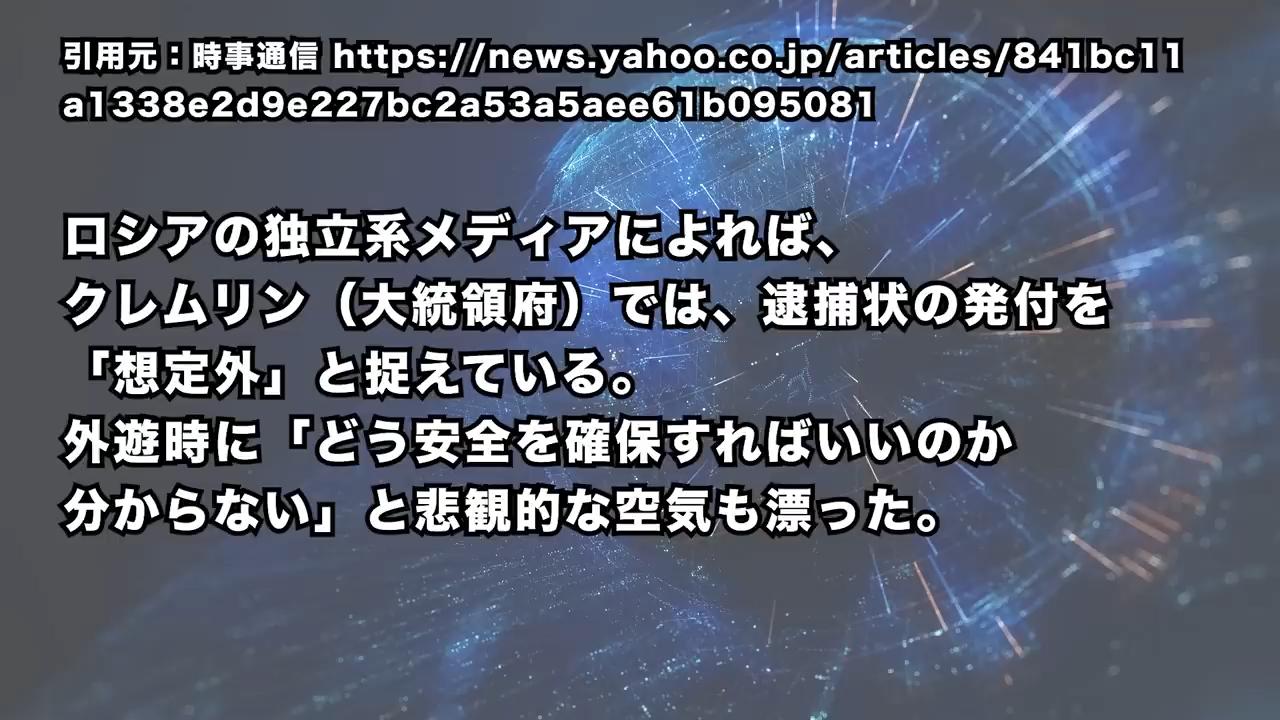 引用元：時事通信 https://news.yahoo.co.jp/articles/841bc11
a1338e2d9e227bc2a53a5aee61b095081
ロシアの独立系メディアによれば、
クレムリン（大統領府）では、逮捕状の発付を
「想定外」と捉えている。
外遊時に「どう安全を確保すればいいのか
分からない」と悲観的な空気も漂った。